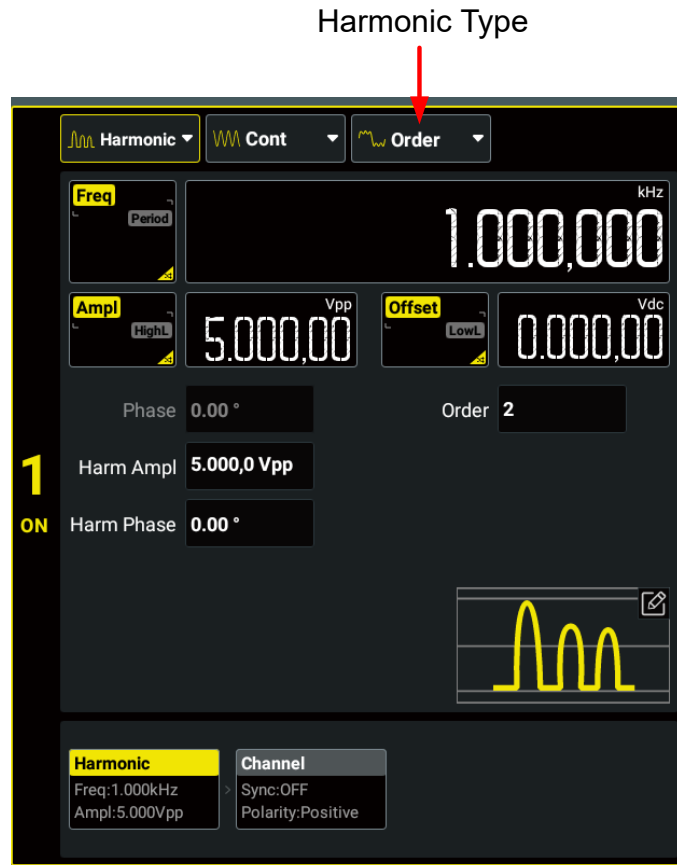 Harmonic Type
Harmonic Cont Order
Freq
Period
kHz
1.000,000
Ampl
HighL
Vpp
5.000,00
Offset
LowL
Vdc
0.000,00
Phase 0.00 ° Order 2
Harm Ampl 5.000,0 Vpp
1
ON
Harm Phase 0.00 °
Harmonic
Freq:1.000kHz
Ampl:5.000Vpp
>
Channel
Sync:OFF
Polarity:Positive